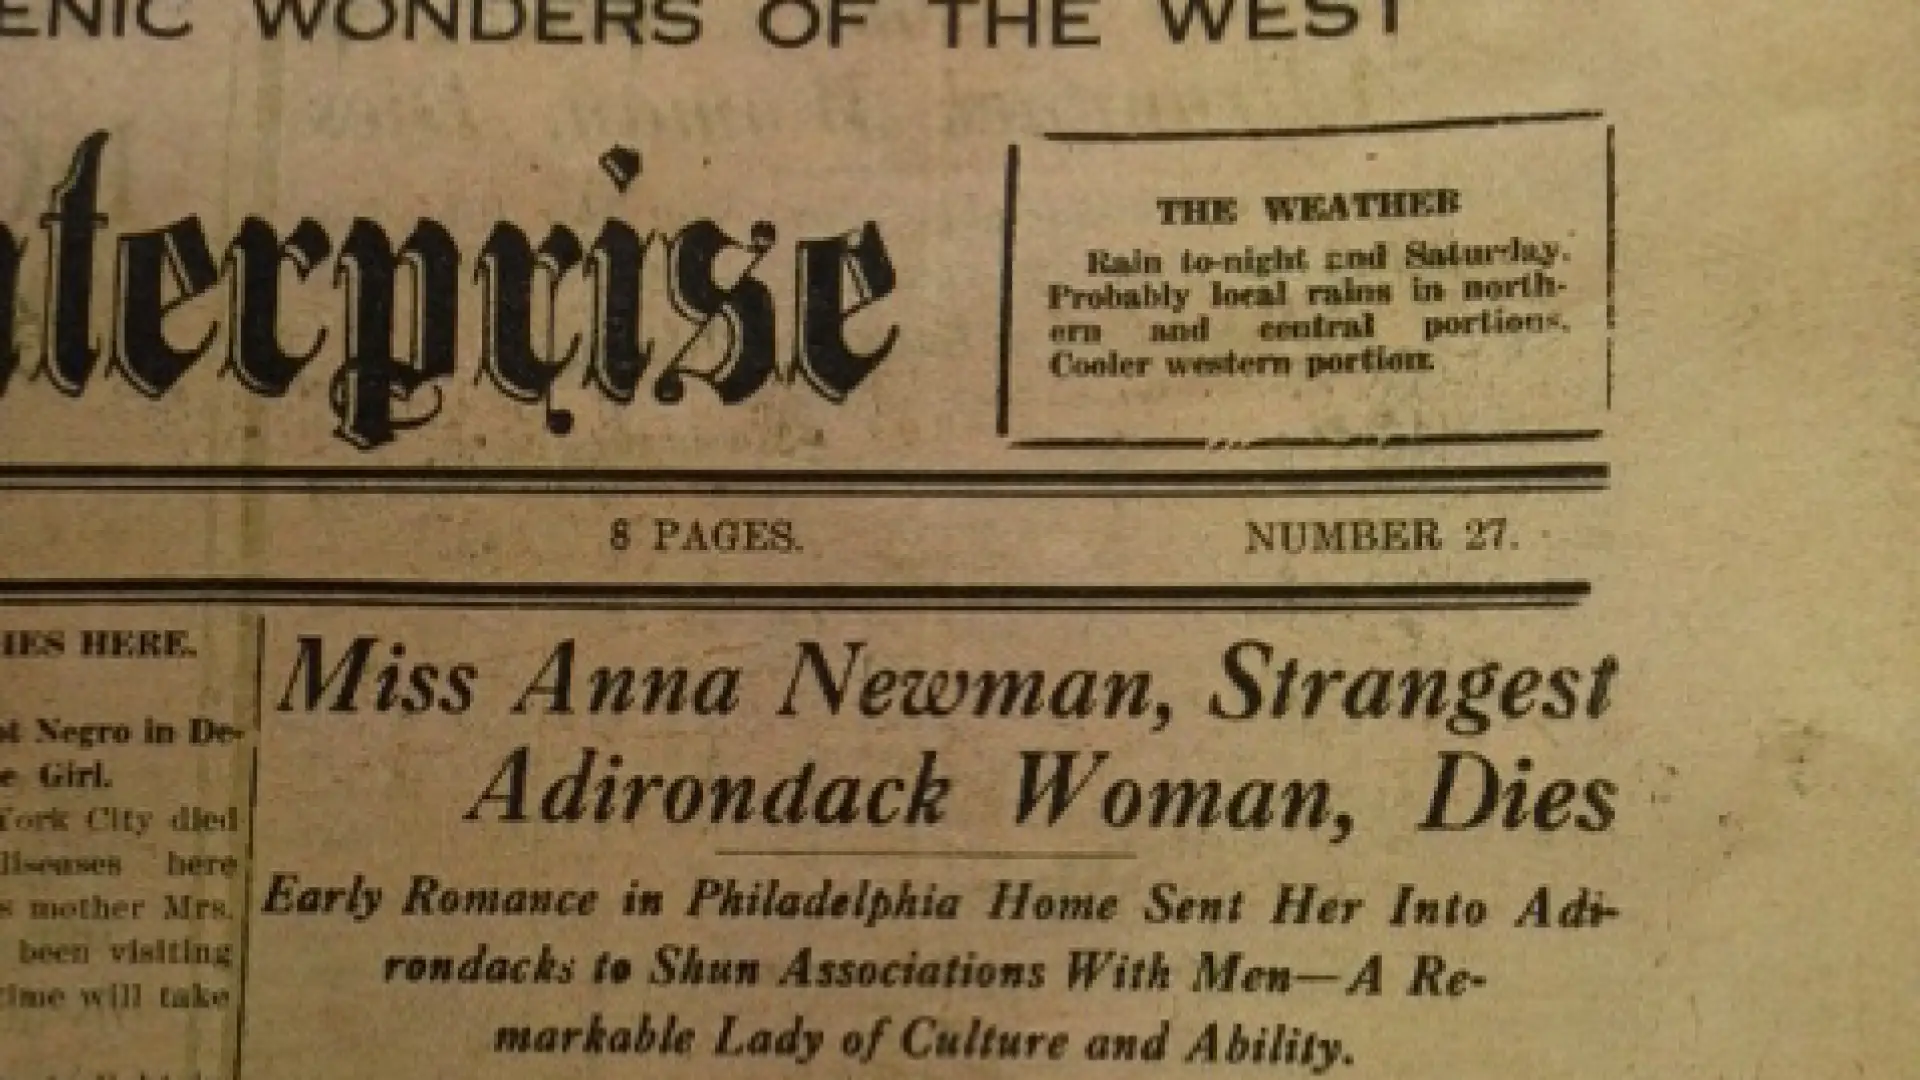 ENIC WONDERS OF THE WEST
nterprise
THE WEATHER
Rain to-night and Saturday.
Probably local rains in north-
ern and central portions.
Cooler western portion.
8 PAGES.
NUMBER 27.
IES HERE.
ot Negro in De-
e Girl.
York City died
diseases here
s mother Mrs.
been visiting
time will take
Miss Anna Newman, Strangest
Adirondack Woman, Dies
Early Romance in Philadelphia Home Sent Her Into Adi-
rondacks to Shun Associations With Men—A Re-
markable Lady of Culture and Ability.